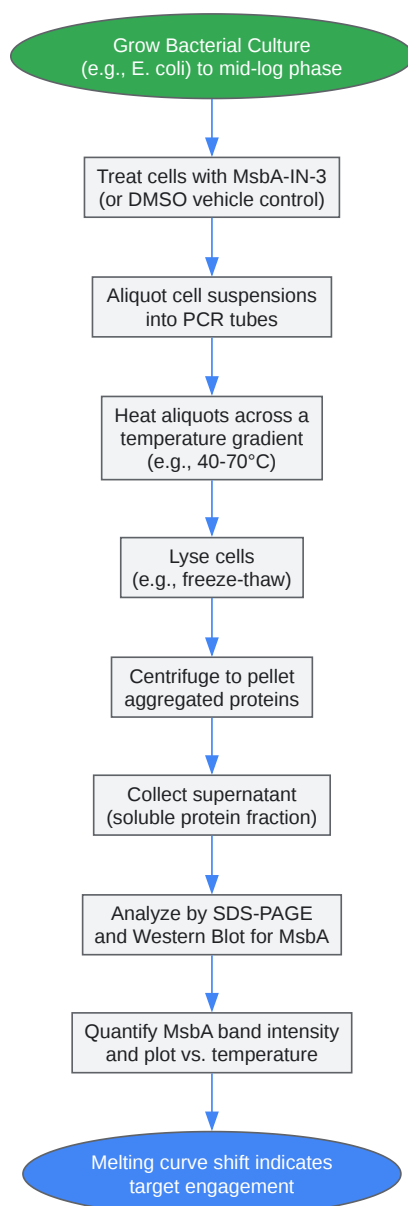 Grow Bacterial Culture
(e.g., E. coli) to mid-log phase
Treat cells with MsbA-IN-3
(or DMSO vehicle control)
Aliquot cell suspensions
into PCR tubes
Heat aliquots across a
temperature gradient
(e.g., 40-70°C)
Lyse cells
(e.g., freeze-thaw)
Centrifuge to pellet
aggregated proteins
Collect supernatant
(soluble protein fraction)
Analyze by SDS-PAGE
and Western Blot for MsbA
Quantify MsbA band intensity
and plot vs. temperature
Melting curve shift indicates
target engagement